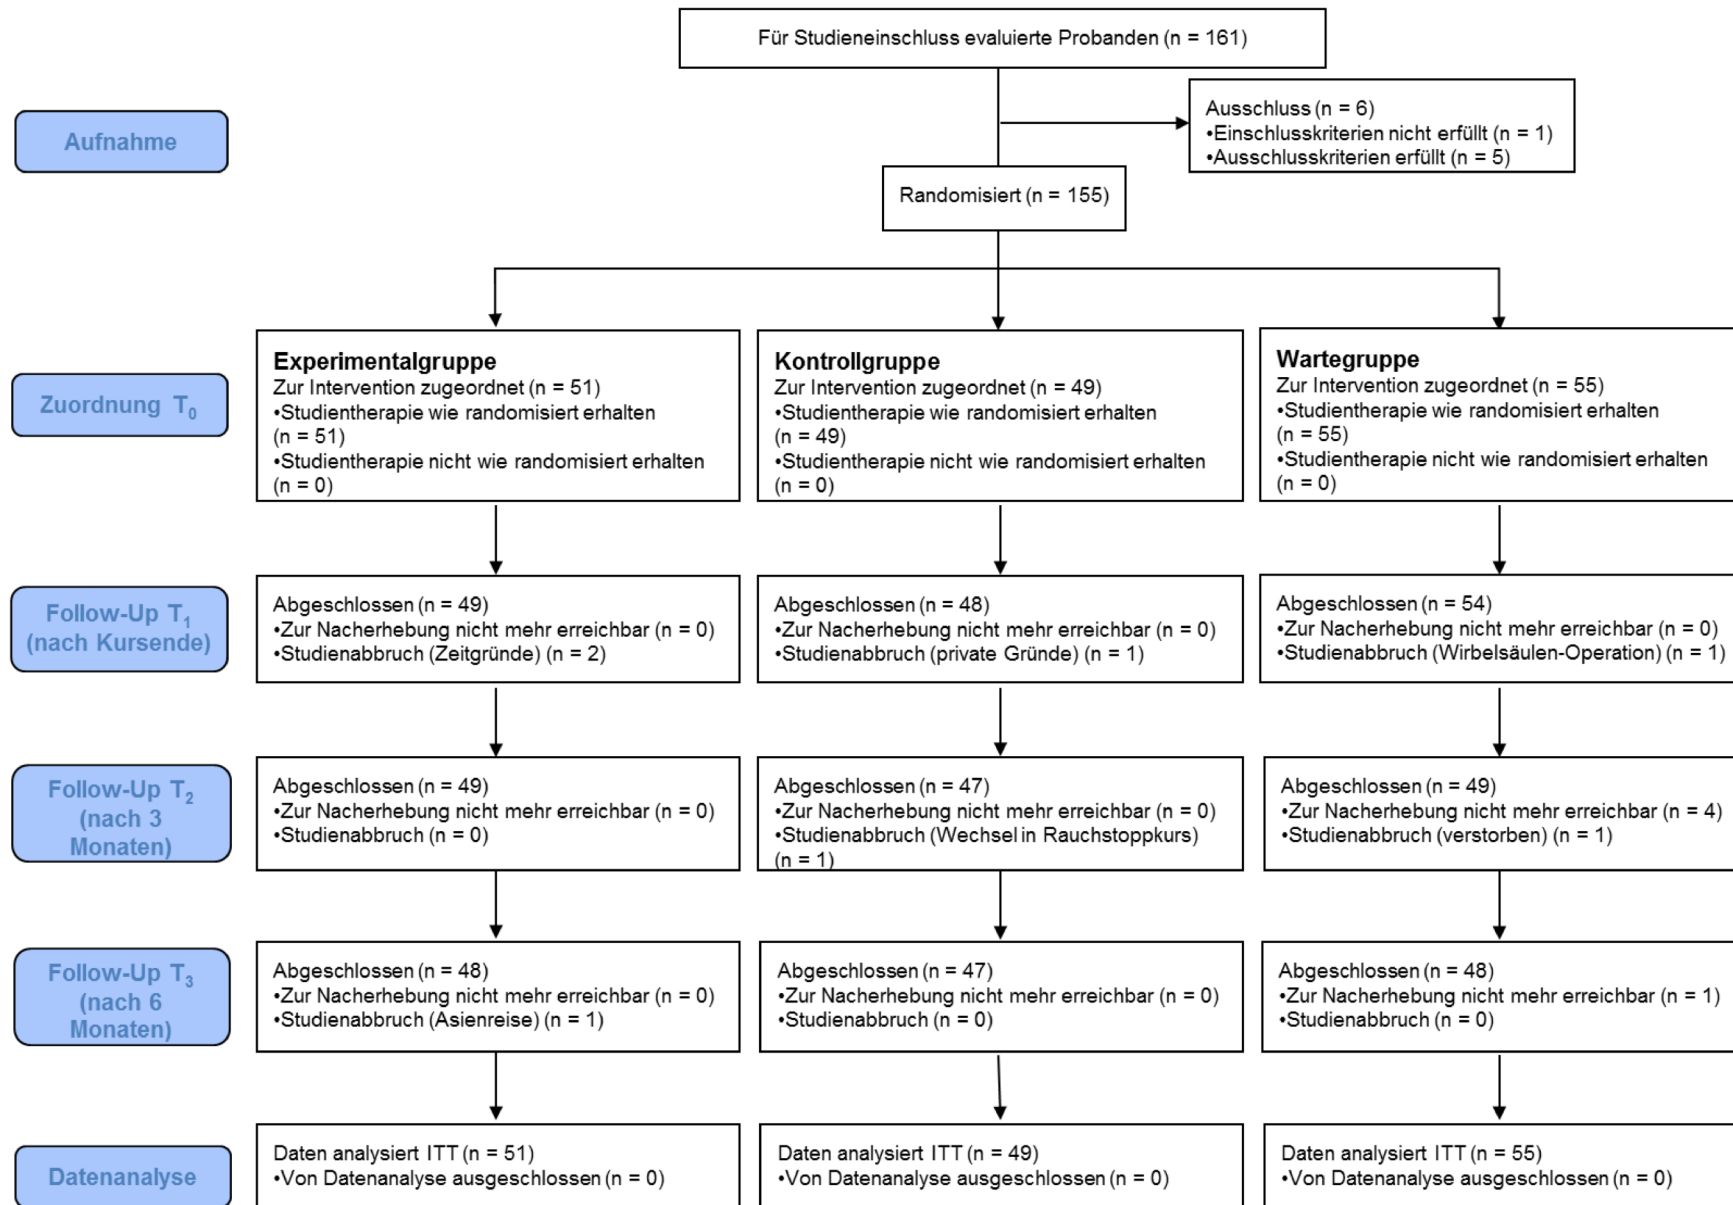 Für Studieneinschluss evaluierte Probanden (n = 161)
Aufnahme
Ausschluss (n = 6)
•Einschlusskriterien nicht erfüllt (n = 1)
•Ausschlusskriterien erfüllt (n = 5)
Randomisiert (n = 155)
Zuordnung T₀
Experimentalgruppe
Zur Intervention zugeordnet (n = 51)
•Studientherapie wie randomisiert erhalten
(n = 51)
•Studientherapie nicht wie randomisiert erhalten
(n = 0)
Kontrollgruppe
Zur Intervention zugeordnet (n = 49)
•Studientherapie wie randomisiert erhalten
(n = 49)
•Studientherapie nicht wie randomisiert erhalten
(n = 0)
Wartegruppe
Zur Intervention zugeordnet (n = 55)
•Studientherapie wie randomisiert erhalten
(n = 55)
•Studientherapie nicht wie randomisiert erhalten
(n = 0)
Follow-Up T₁
(nach Kursende)
Abgeschlossen (n = 49)
•Zur Nacherhebung nicht mehr erreichbar (n = 0)
•Studienabbruch (Zeitgründe) (n = 2)
Abgeschlossen (n = 48)
•Zur Nacherhebung nicht mehr erreichbar (n = 0)
•Studienabbruch (private Gründe) (n = 1)
Abgeschlossen (n = 54)
•Zur Nacherhebung nicht mehr erreichbar (n = 0)
•Studienabbruch (Wirbelsäulen-Operation) (n = 1)
Follow-Up T₂
(nach 3
Monaten)
Abgeschlossen (n = 49)
•Zur Nacherhebung nicht mehr erreichbar (n = 0)
•Studienabbruch (n = 0)
Abgeschlossen (n = 47)
•Zur Nacherhebung nicht mehr erreichbar (n = 0)
•Studienabbruch (Wechsel in Rauchstoppkurs)
(n = 1)
Abgeschlossen (n = 49)
•Zur Nacherhebung nicht mehr erreichbar (n = 4)
•Studienabbruch (verstorben) (n = 1)
Follow-Up T₃
(nach 6
Monaten)
Abgeschlossen (n = 48)
•Zur Nacherhebung nicht mehr erreichbar (n = 0)
•Studienabbruch (Asienreise) (n = 1)
Abgeschlossen (n = 47)
•Zur Nacherhebung nicht mehr erreichbar (n = 0)
•Studienabbruch (n = 0)
Abgeschlossen (n = 48)
•Zur Nacherhebung nicht mehr erreichbar (n = 1)
•Studienabbruch (n = 0)
Datenanalyse
Daten analysiert ITT (n = 51)
•Von Datenanalyse ausgeschlossen (n = 0)
Daten analysiert ITT (n = 49)
•Von Datenanalyse ausgeschlossen (n = 0)
Daten analysiert ITT (n = 55)
•Von Datenanalyse ausgeschlossen (n = 0)